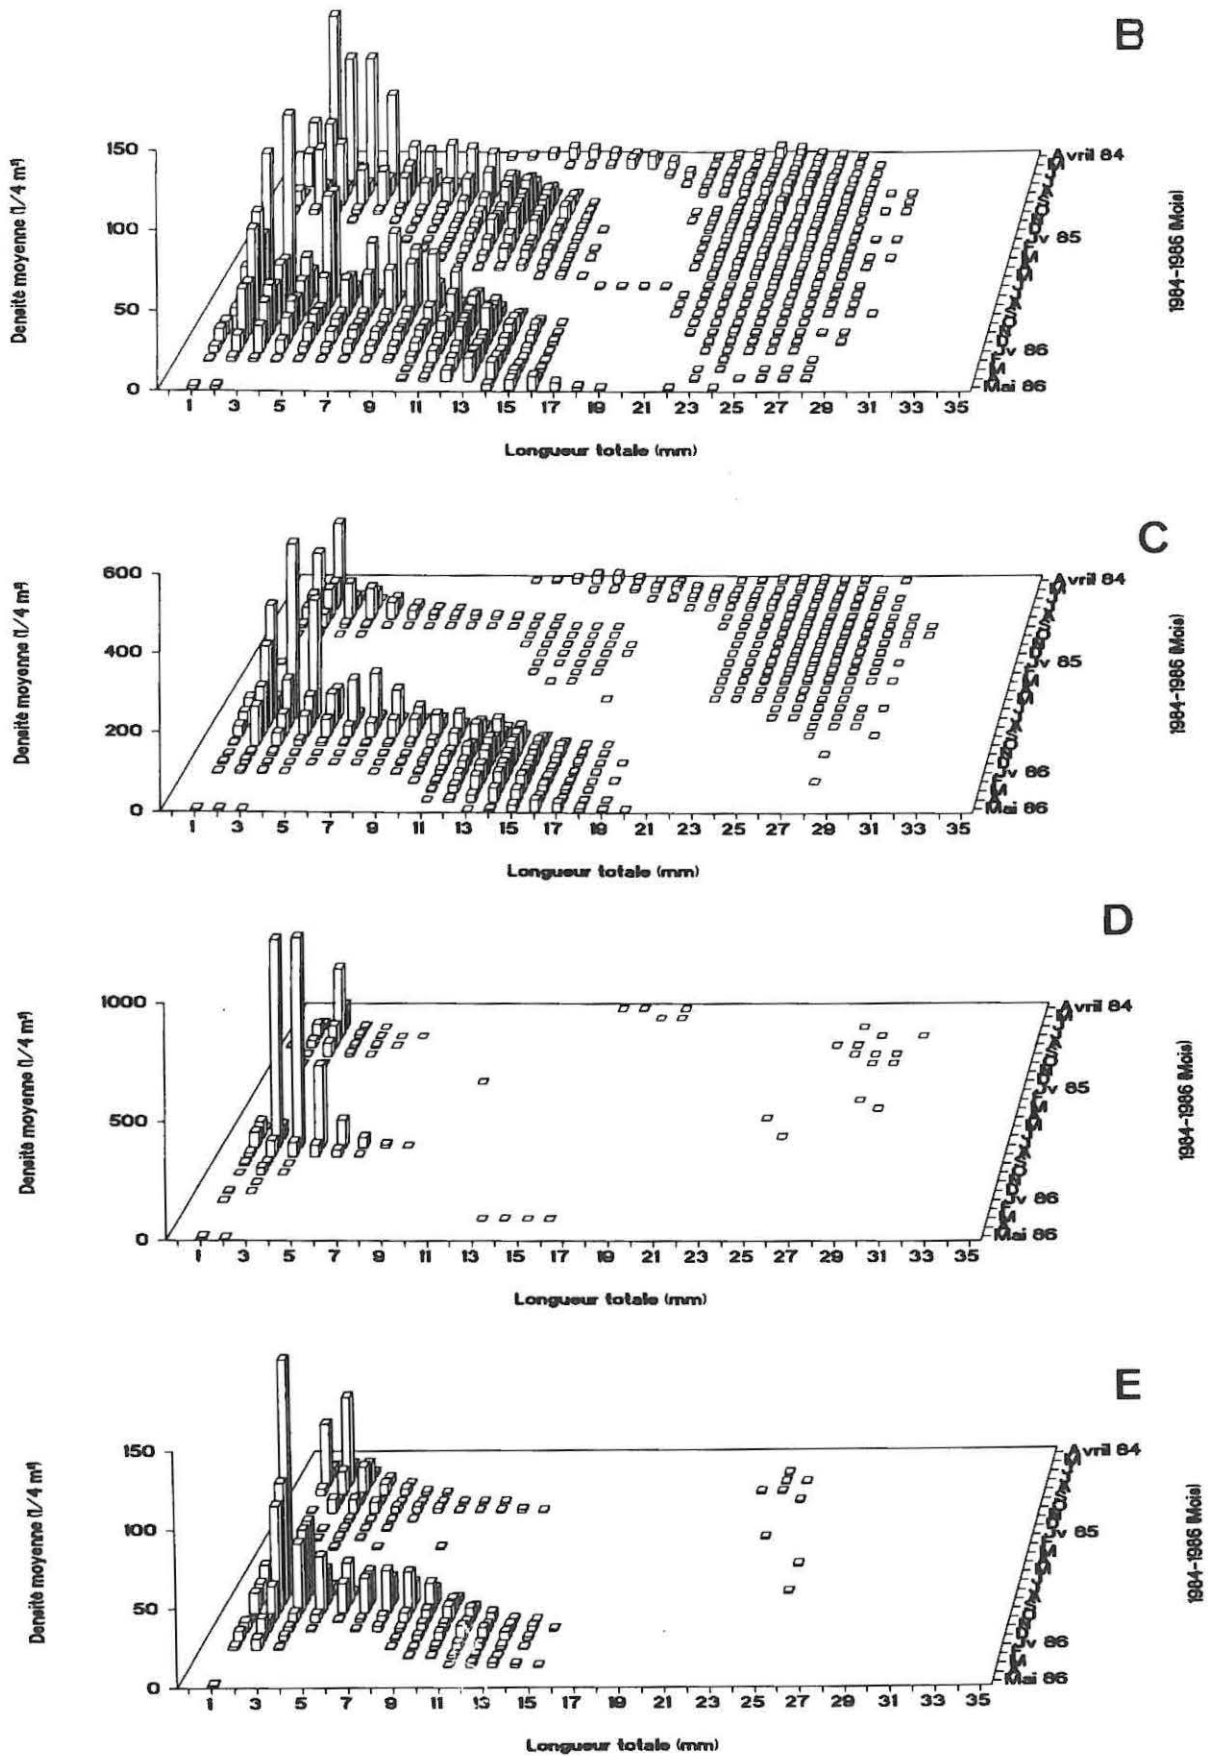 B
Densité moyenne (1/4 m²)
150
100
50
0
Avril 84
Jv 85
Jv 86
M
Mai 86
1984-1986 (Mois)
1 3 5 7 9 11 13 15 17 19 21 23 25 27 29 31 33 35
Longueur totale (mm)
C
Densité moyenne (1/4 m²)
600
400
200
0
Avril 84
Jv 85
Jv 86
M
Mai 86
1984-1986 (Mois)
1 3 5 7 9 11 13 15 17 19 21 23 25 27 29 31 33 35
Longueur totale (mm)
D
Densité moyenne (1/4 m²)
1000
500
0
Avril 84
Jv 85
Jv 86
M
Mai 86
1984-1986 (Mois)
1 3 5 7 9 11 13 15 17 19 21 23 25 27 29 31 33 35
Longueur totale (mm)
E
Densité moyenne (1/4 m²)
150
100
50
0
Avril 84
Jv 85
Jv 86
M
Mai 86
1984-1986 (Mois)
1 3 5 7 9 11 13 15 17 19 21 23 25 27 29 31 33 35
Longueur totale (mm)